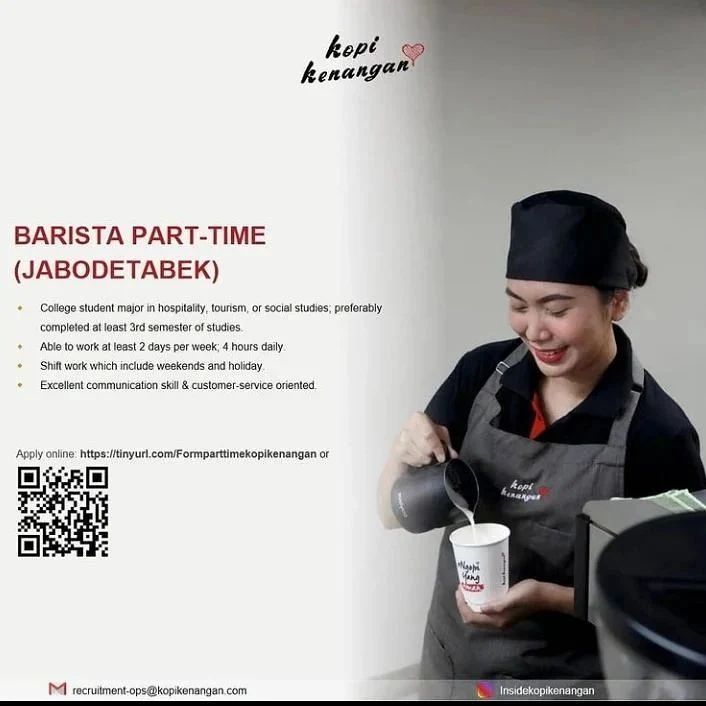 kopi
kenangan
BARISTA PART-TIME
(JABODETABEK)
College student major in hospitality, tourism, or social studies; preferably
completed at least 3rd semester of studies.
Able to work at least 2 days per week; 4 hours daily.
Shift work which include weekends and holiday.
Excellent communication skill & customer-service oriented.
Apply online: https://tinyurl.com/Formparttimekopikenangan or
kopi
kenangan
Ngopi
Yang
recruitment-ops@kopikenangan.com
Insidekopikenangan